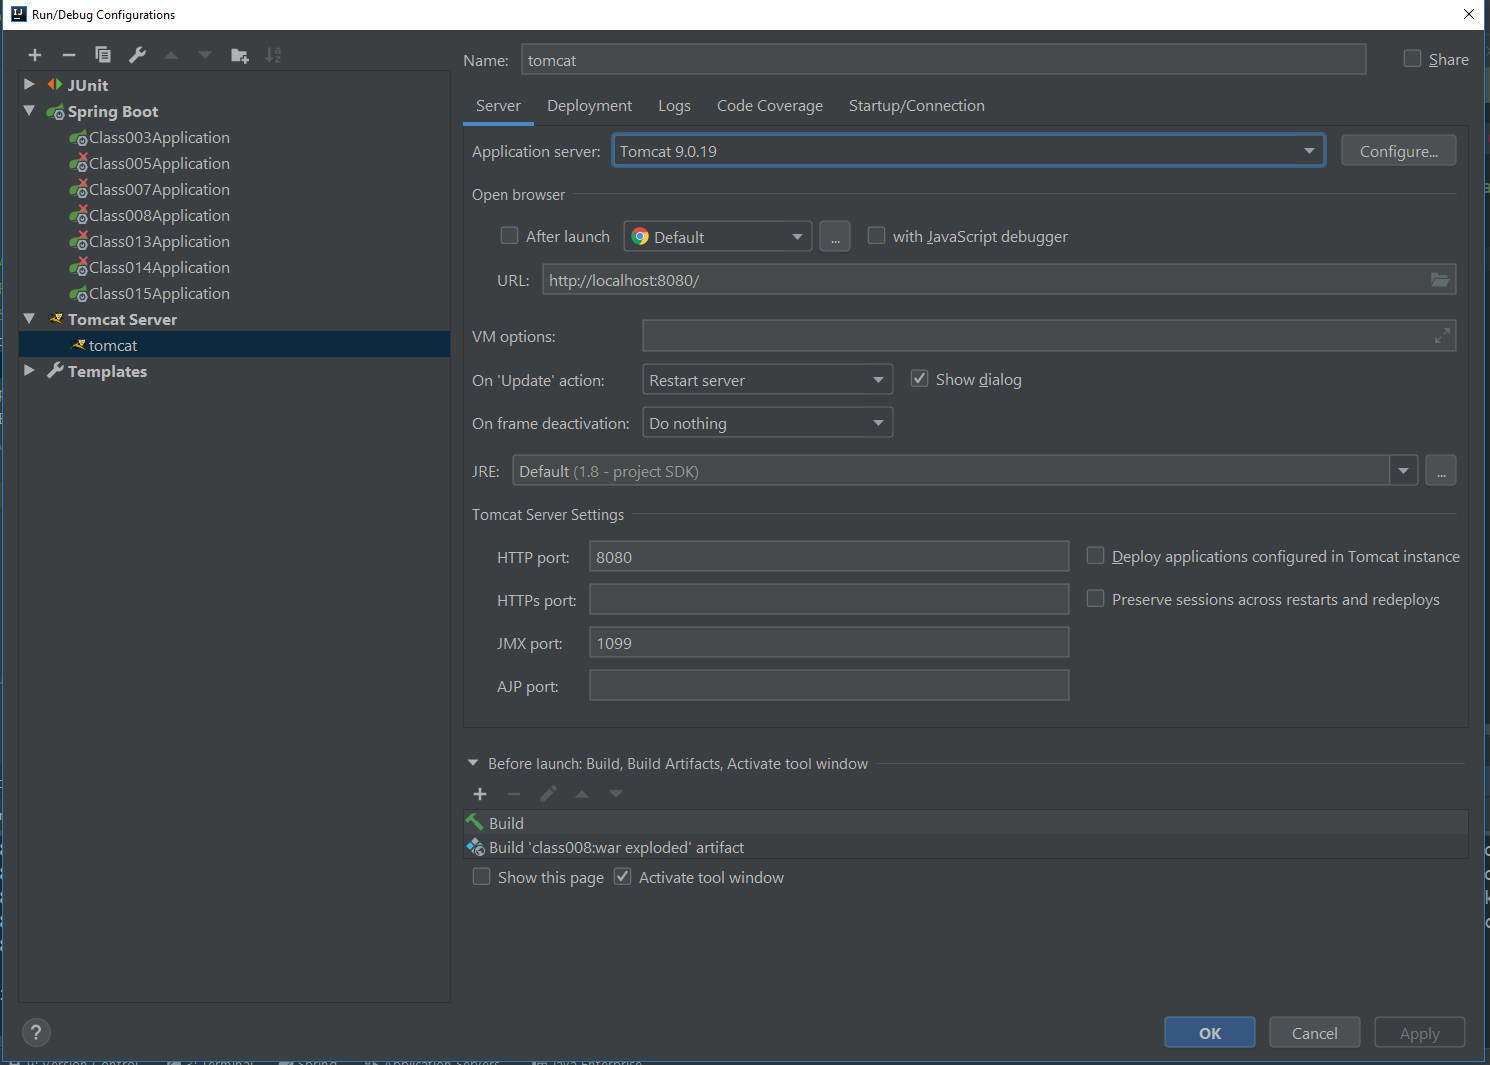 Run/Debug Configurations
Name: tomcat Share
JUnit
Spring Boot
Class003Application
Class005Application
Class007Application
Class008Application
Class013Application
Class014Application
Class015Application
Tomcat Server
tomcat
Templates
Server Deployment Logs Code Coverage Startup/Connection
Application server: Tomcat 9.0.19 Configure...
Open browser
After launch Default ... with JavaScript debugger
URL: http://localhost:8080/
VM options:
On 'Update' action: Restart server Show dialog
On frame deactivation: Do nothing
JRE: Default (1.8 - project SDK) ...
Tomcat Server Settings
HTTP port: 8080 Deploy applications configured in Tomcat instance
HTTPs port: Preserve sessions across restarts and redeploys
JMX port: 1099
AJP port:
Before launch: Build, Build Artifacts, Activate tool window
Build
Build 'class008:war exploded' artifact
Show this page Activate tool window
? OK Cancel Apply